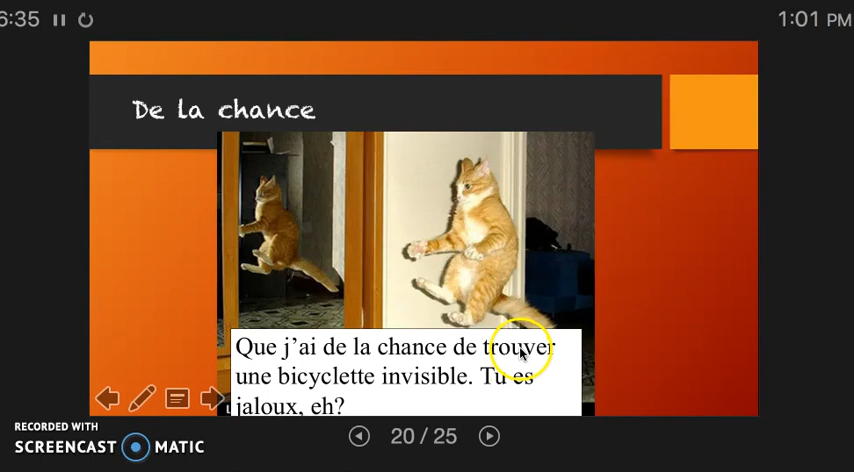 6:35
1:01 PM
De la chance
Que j'ai de la chance de trouver
une bicyclette invisible. Tu es
jaloux, eh?
RECORDED WITH
SCREENCAST MATIC
20 / 25